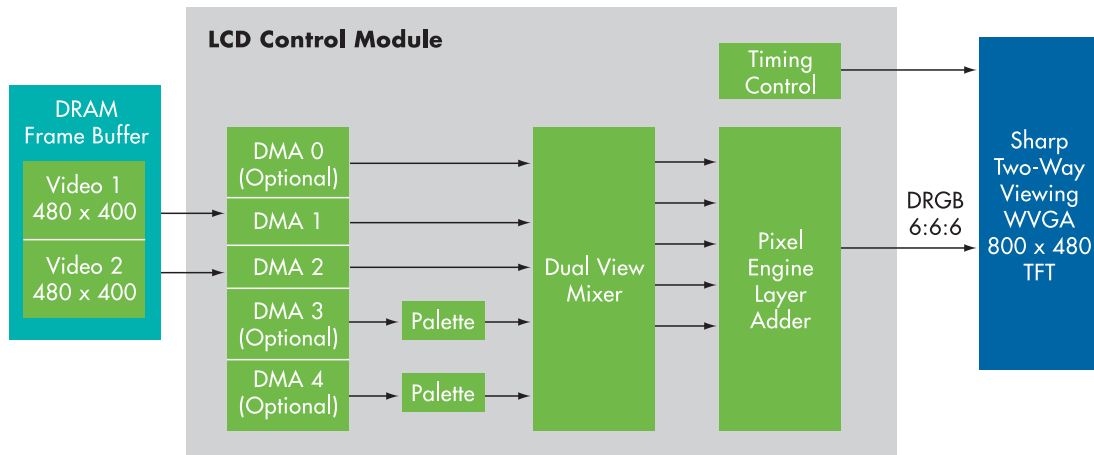 LCD Control Module
DRAM
Frame Buffer
Video 1
480 x 400
Video 2
480 x 400
DMA 0
(Optional)
DMA 1
DMA 2
DMA 3
(Optional)
DMA 4
(Optional)
Palette
Palette
Dual View
Mixer
Timing
Control
Pixel
Engine
Layer
Adder
DRGB
6:6:6
Sharp
Two-Way
Viewing
WVGA
800 x 480
TFT